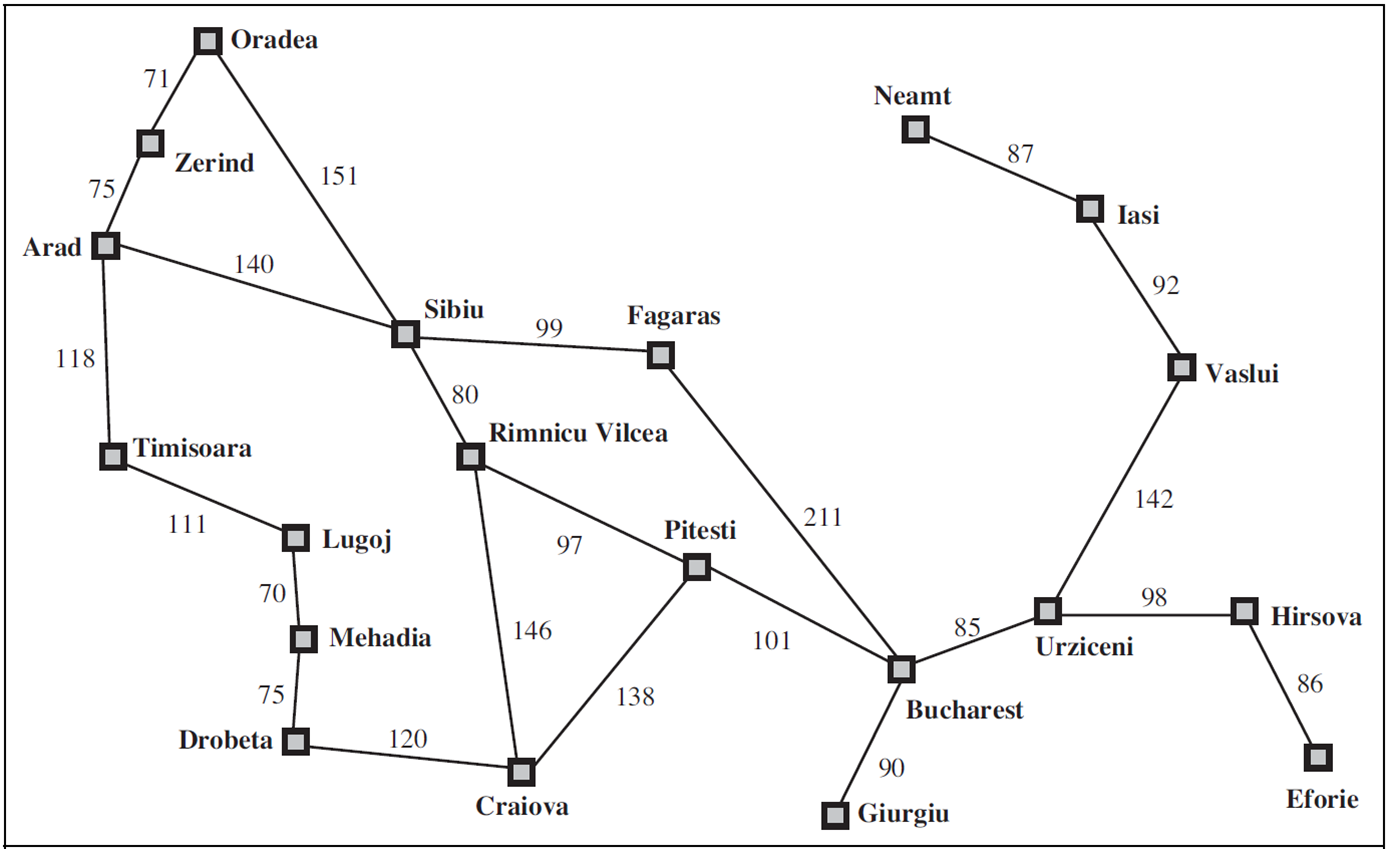 Oradea
71
Neamt
87
Zerind
151
75
Iasi
Arad
140
92
Sibiu
99
Fagaras
118
Vaslui
80
Rimnicu Vilcea
Timisoara
142
111
Lugoj
97
Pitesti
211
70
98
Hirsova
Mehadia
146
101
85
Urziceni
75
138
86
Bucharest
Drobeta
120
90
Craiova
Giurgiu
Eforie